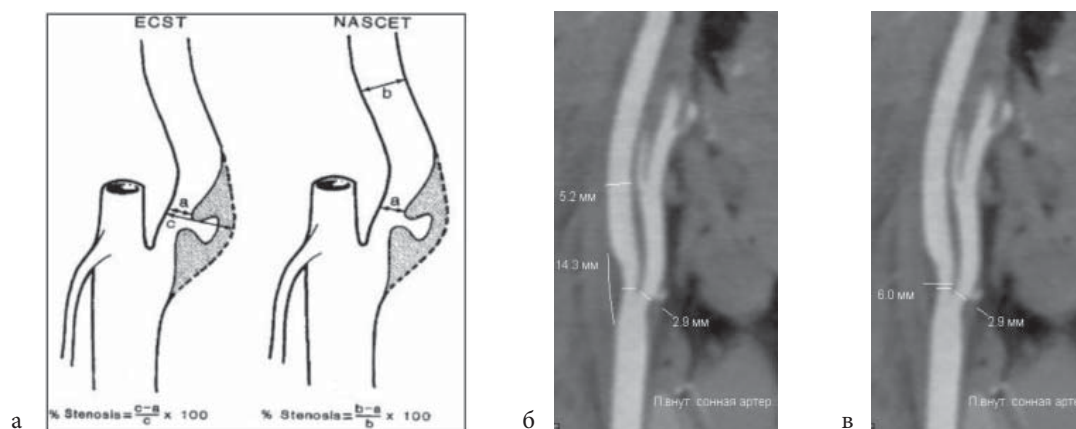 ECST
NASCET
b
a
c
a
% Stenosis = c-a/c x 100
% Stenosis = b-a/b x 100
а
5.2 мм
14.3 мм
2.9 мм
П.внут. сонная артер
б
6.0 мм
2.9 мм
П.внут. сонная арт
в